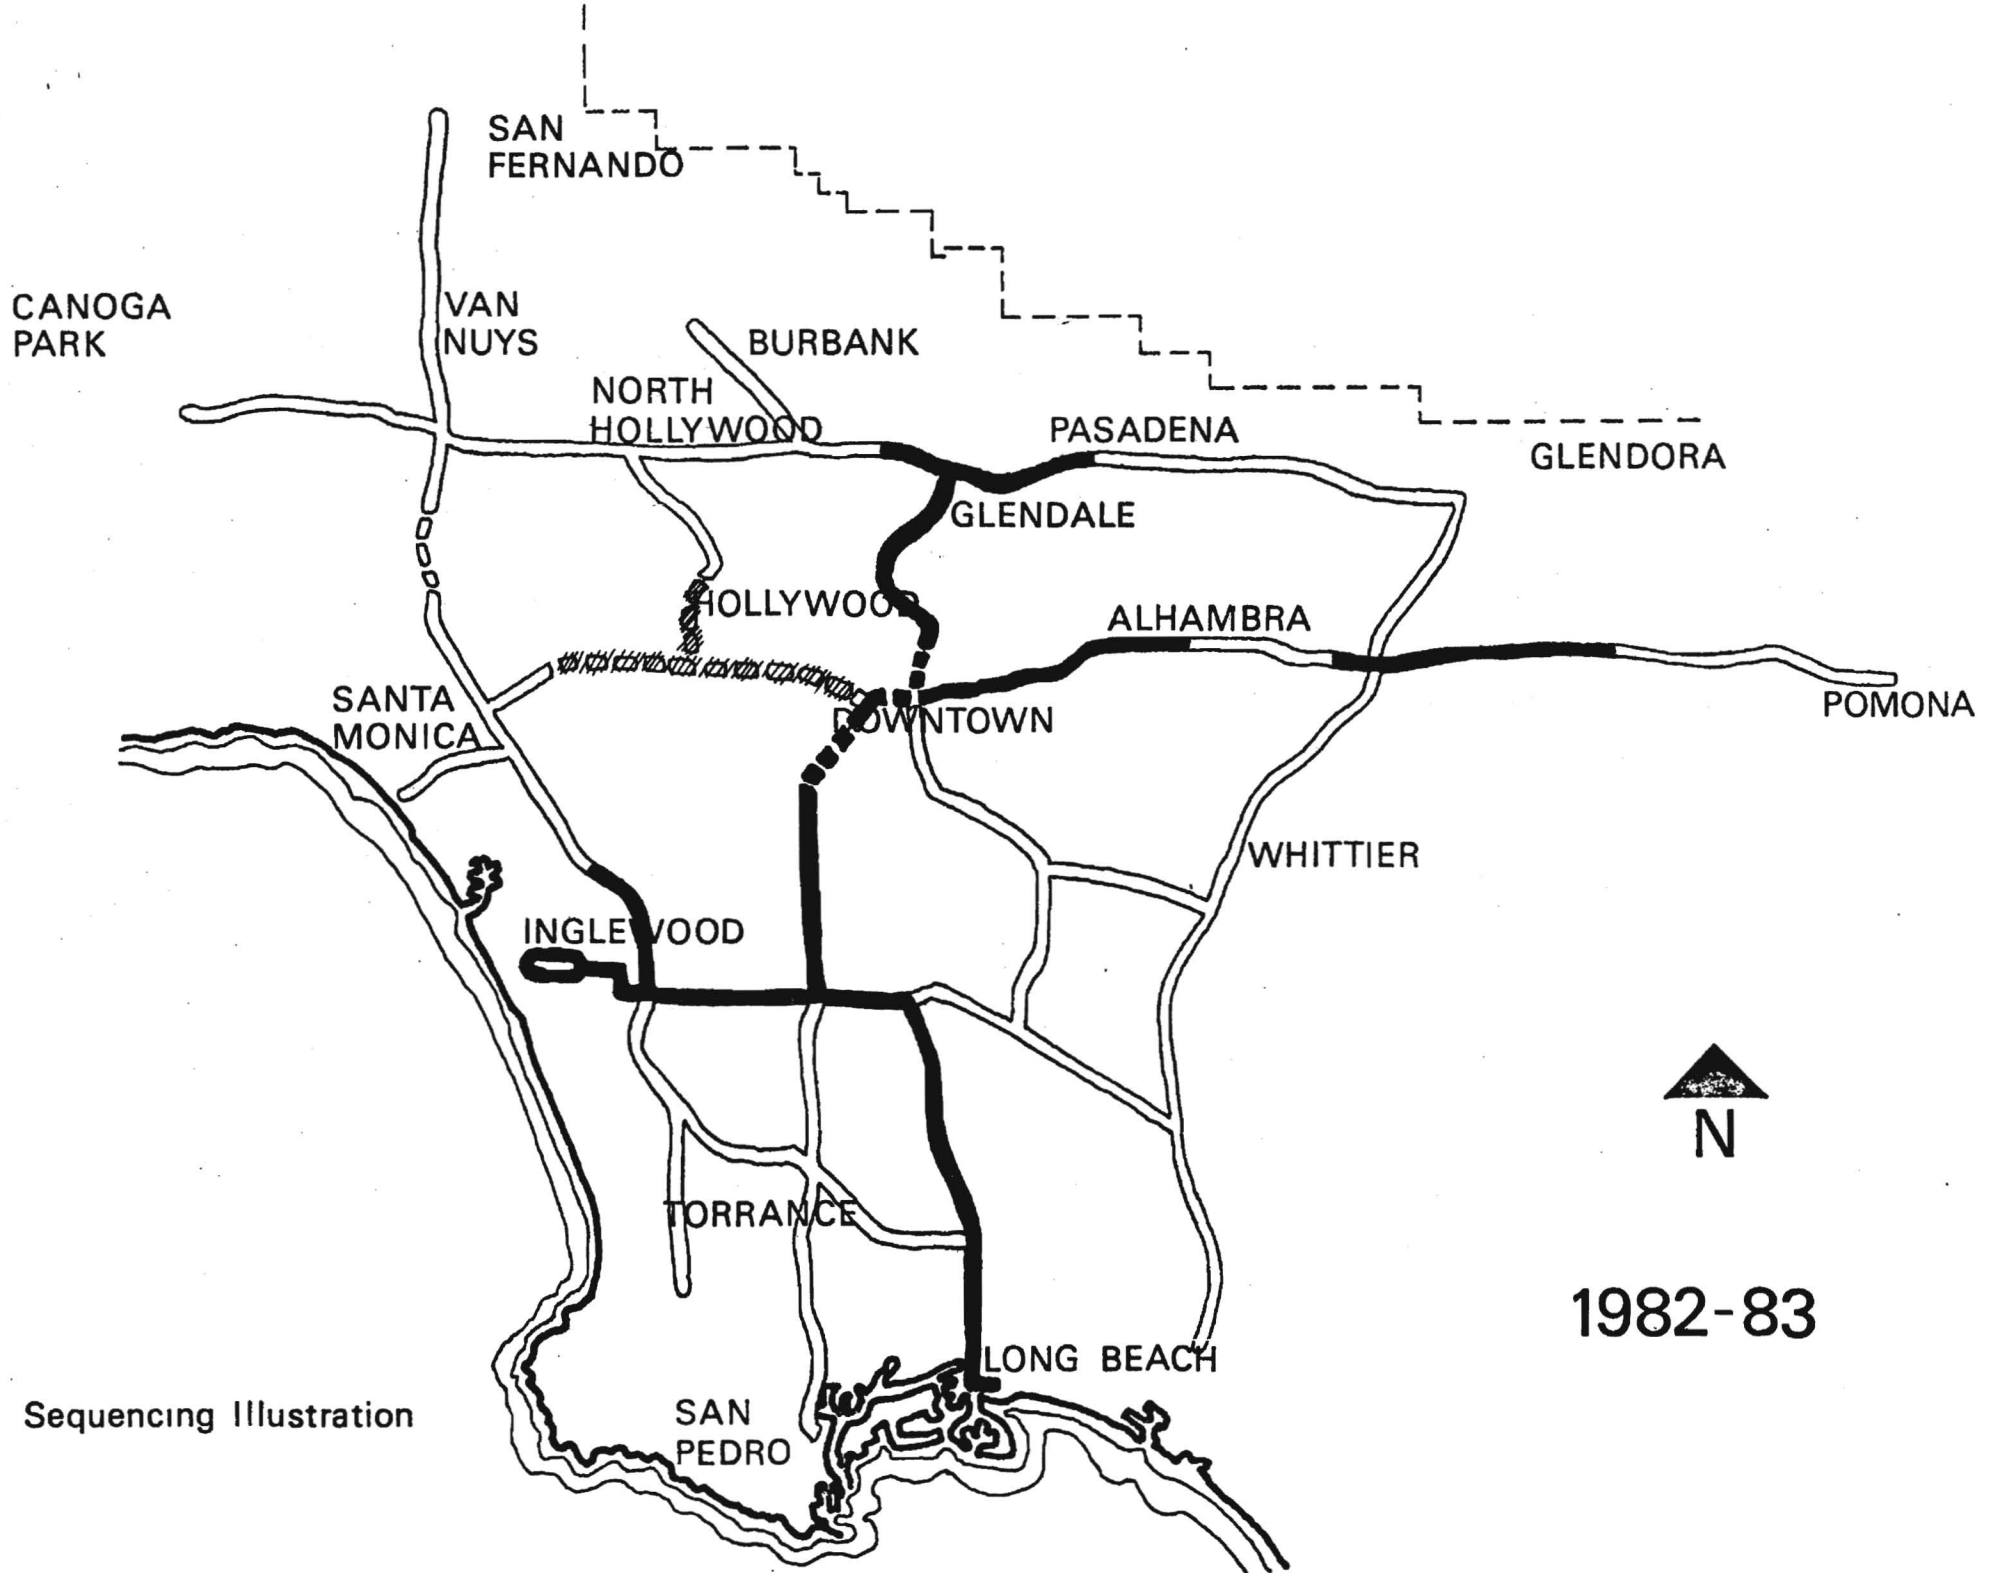 SAN
FERNANDO
CANOGA
PARK
VAN
NUYS
BURBANK
NORTH
HOLLYWOOD
PASADENA
GLENDORA
GLENDALE
HOLLYWOOD
ALHAMBRA
SANTA
MONICA
DOWNTOWN
POMONA
WHITTIER
INGLEWOOD
N
TORRANCE
1982-83
LONG BEACH
SAN
PEDRO
Sequencing Illustration